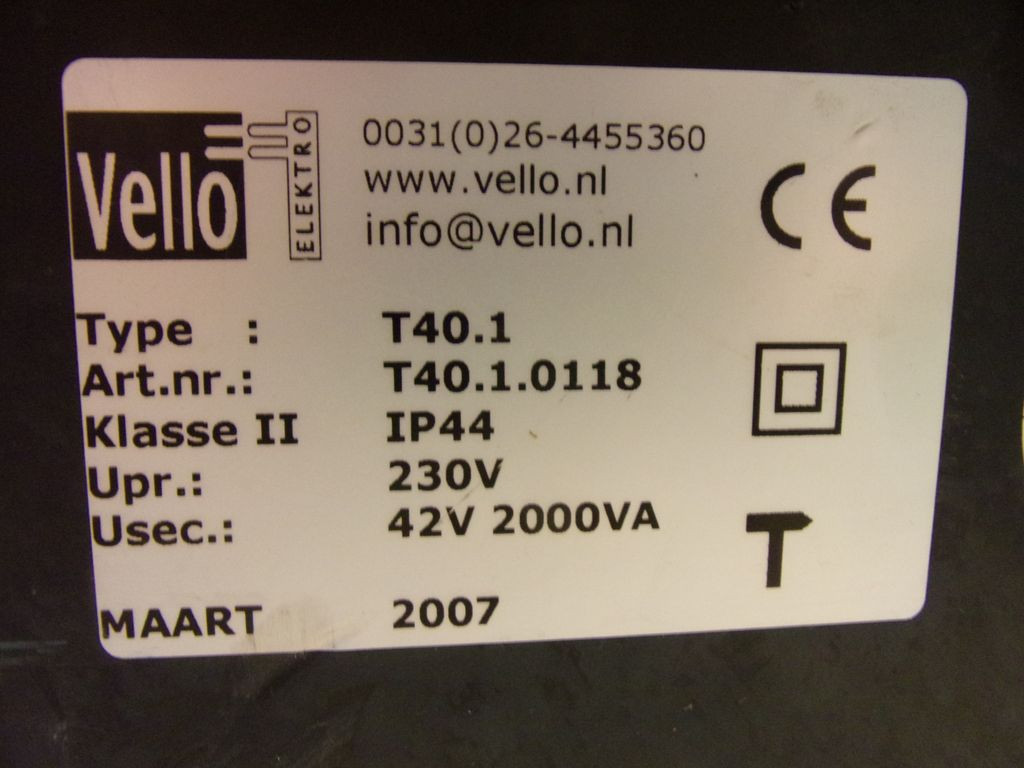 Vello ELEKTRO
0031(0)26-4455360
www.vello.nl
info@vello.nl
CE
Type : T40.1
Art.nr.: T40.1.0118
Klasse II IP44
Upr.: 230V
Usec.: 42V 2000VA
MAART 2007